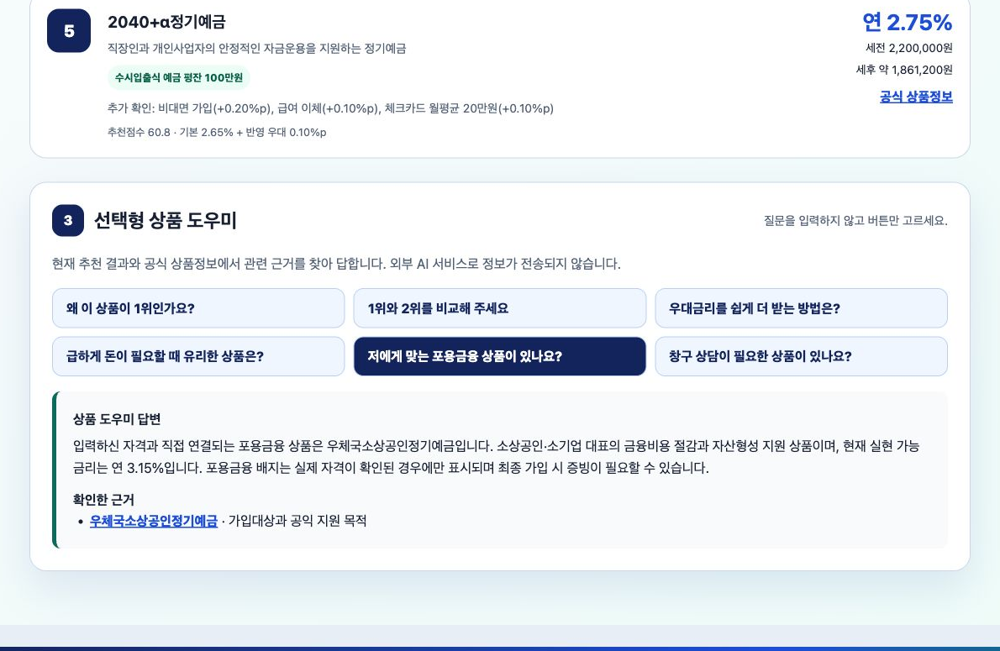 5
2040+α정기예금
직장인과 개인사업자의 안정적인 자금운용을 지원하는 정기예금
수시입출식 예금 평잔 100만원
추가 확인: 비대면 가입(+0.20%p), 급여 이체(+0.10%p), 체크카드 월평균 20만원(+0.10%p)
추천점수 60.8 · 기본 2.65% + 반영 우대 0.10%p
연 2.75%
세전 2,200,000원
세후 약 1,861,200원
공식 상품정보
3
선택형 상품 도우미
질문을 입력하지 않고 버튼만 고르세요.
현재 추천 결과와 공식 상품정보에서 관련 근거를 찾아 답합니다. 외부 AI 서비스로 정보가 전송되지 않습니다.
왜 이 상품이 1위인가요?
1위와 2위를 비교해 주세요
우대금리를 쉽게 더 받는 방법은?
급하게 돈이 필요할 때 유리한 상품은?
저에게 맞는 포용금융 상품이 있나요?
창구 상담이 필요한 상품이 있나요?
상품 도우미 답변
입력하신 자격과 직접 연결되는 포용금융 상품은 우체국소상공인정기예금입니다. 소상공인·소기업 대표의 금융비용 절감과 자산형성 지원 상품이며, 현재 실현 가능
금리는 연 3.15%입니다. 포용금융 배지는 실제 자격이 확인된 경우에만 표시되며 최종 가입 시 증빙이 필요할 수 있습니다.
확인한 근거
• 우체국소상공인정기예금 · 가입대상과 공익 지원 목적